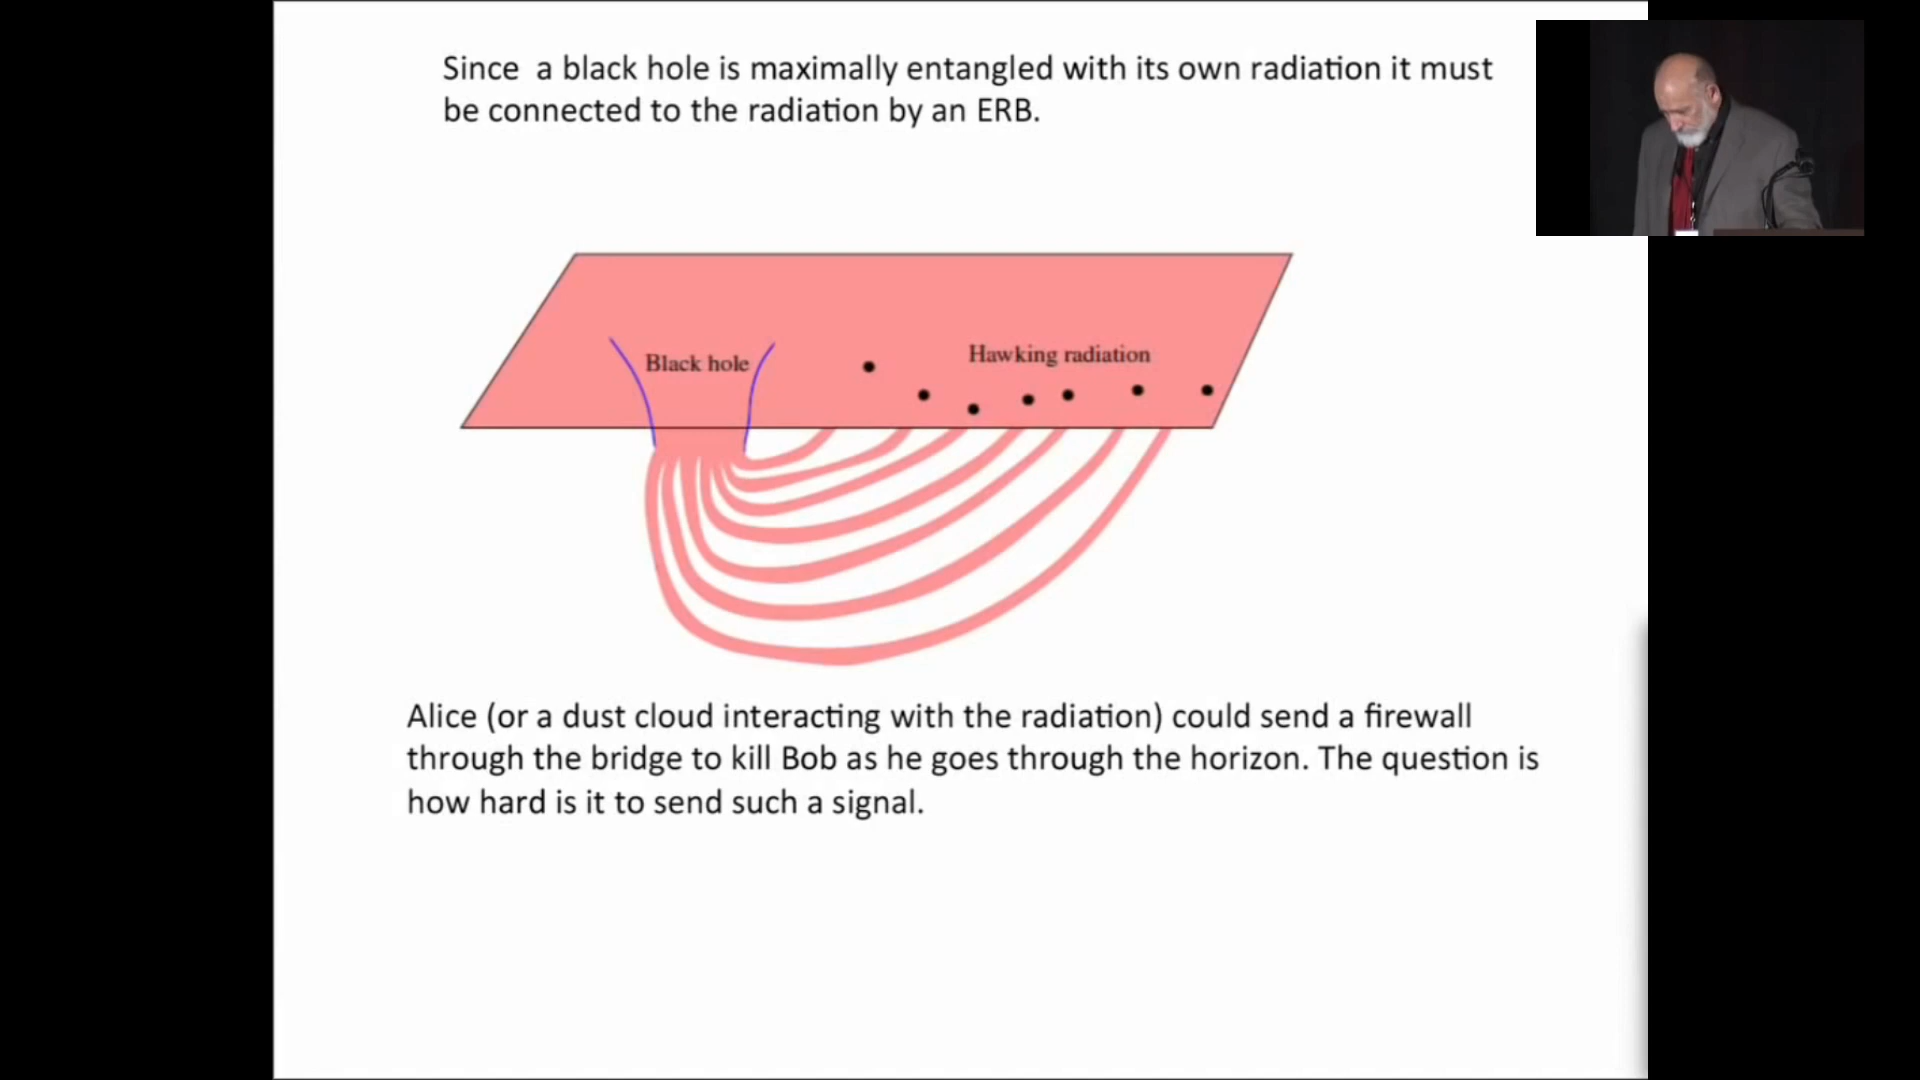 Since a black hole is maximally entangled with its own radiation it must
be connected to the radiation by an ERB.
Black hole
Hawking radiation
Alice (or a dust cloud interacting with the radiation) could send a firewall
through the bridge to kill Bob as he goes through the horizon. The question is
how hard is it to send such a signal.